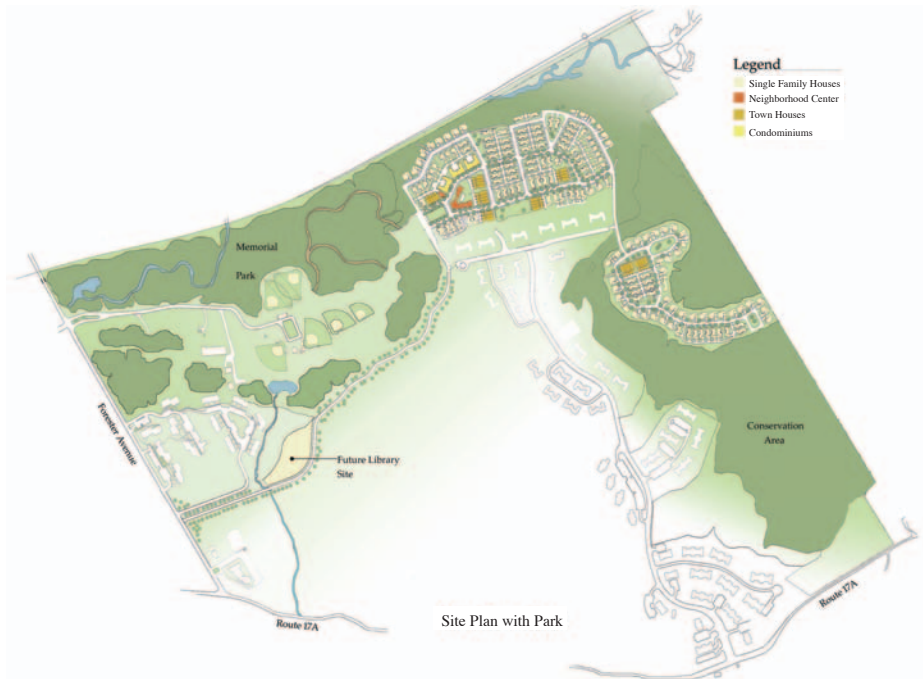 Legend
Single Family Houses
Neighborhood Center
Town Houses
Condominiums
Memorial
Park
Forester Avenue
Future Library
Site
Conservation
Area
Route 17A
Route 17A
Site Plan with Park